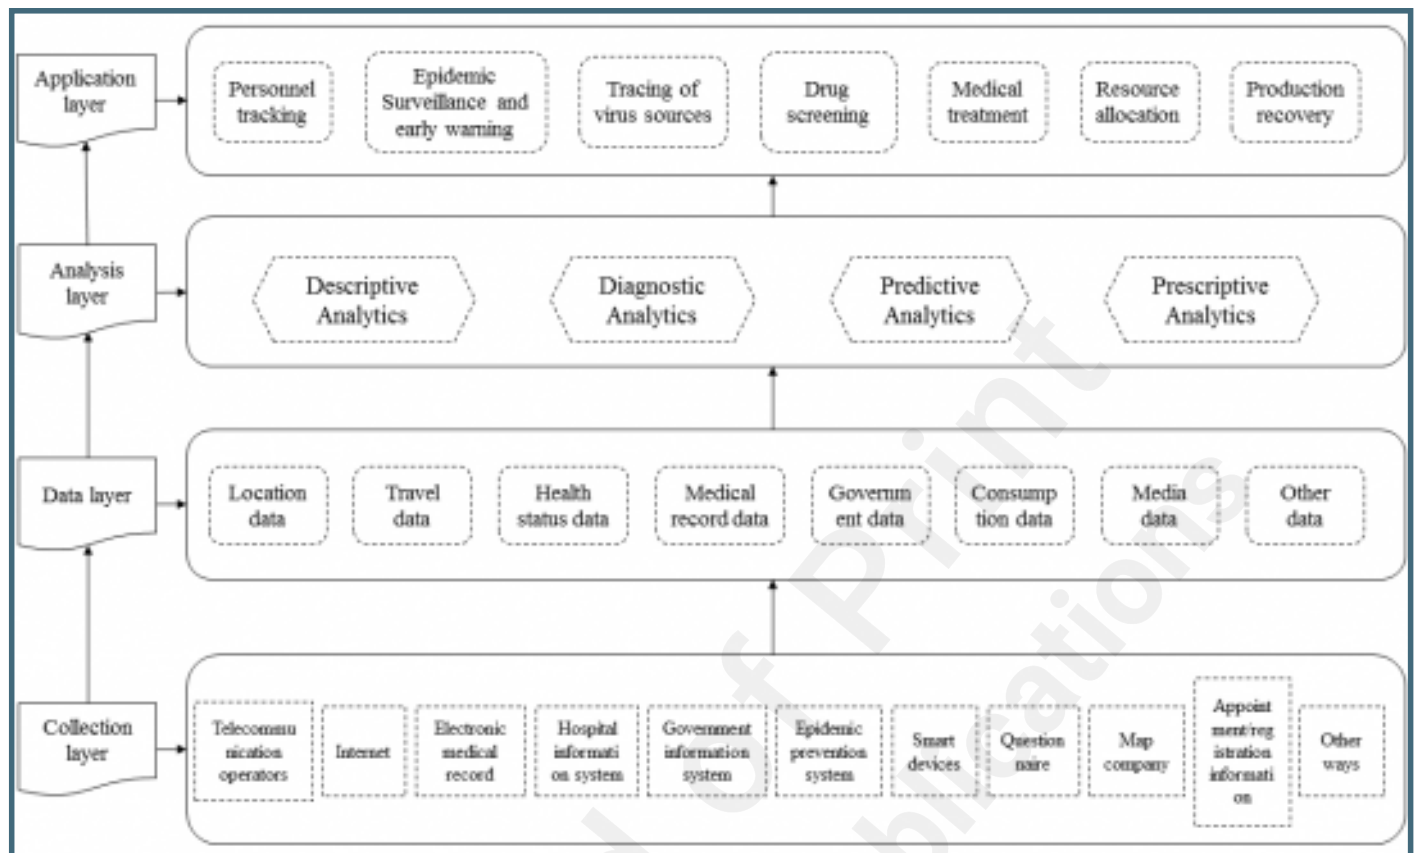 Application
layer
Personnel
tracking
Epidemic
Surveillance and
early warning
Tracing of
virus sources
Drug
screening
Medical
treatment
Resource
allocation
Production
recovery
Analysis
layer
Descriptive
Analytics
Diagnostic
Analytics
Predictive
Analytics
Prescriptive
Analytics
Data layer
Location
data
Travel
data
Health
status data
Medical
record data
Governm
ent data
Consump
tion data
Media
data
Other
data
Collection
layer
Telecommu
nication
operators
Internet
Electronic
medical
record
Hospital
informati
on system
Government
information
system
Epidemic
prevention
system
Smart
devices
Question
naire
Map
company
Appoint
ment/reg
istration
informati
on
Other
ways
of Print